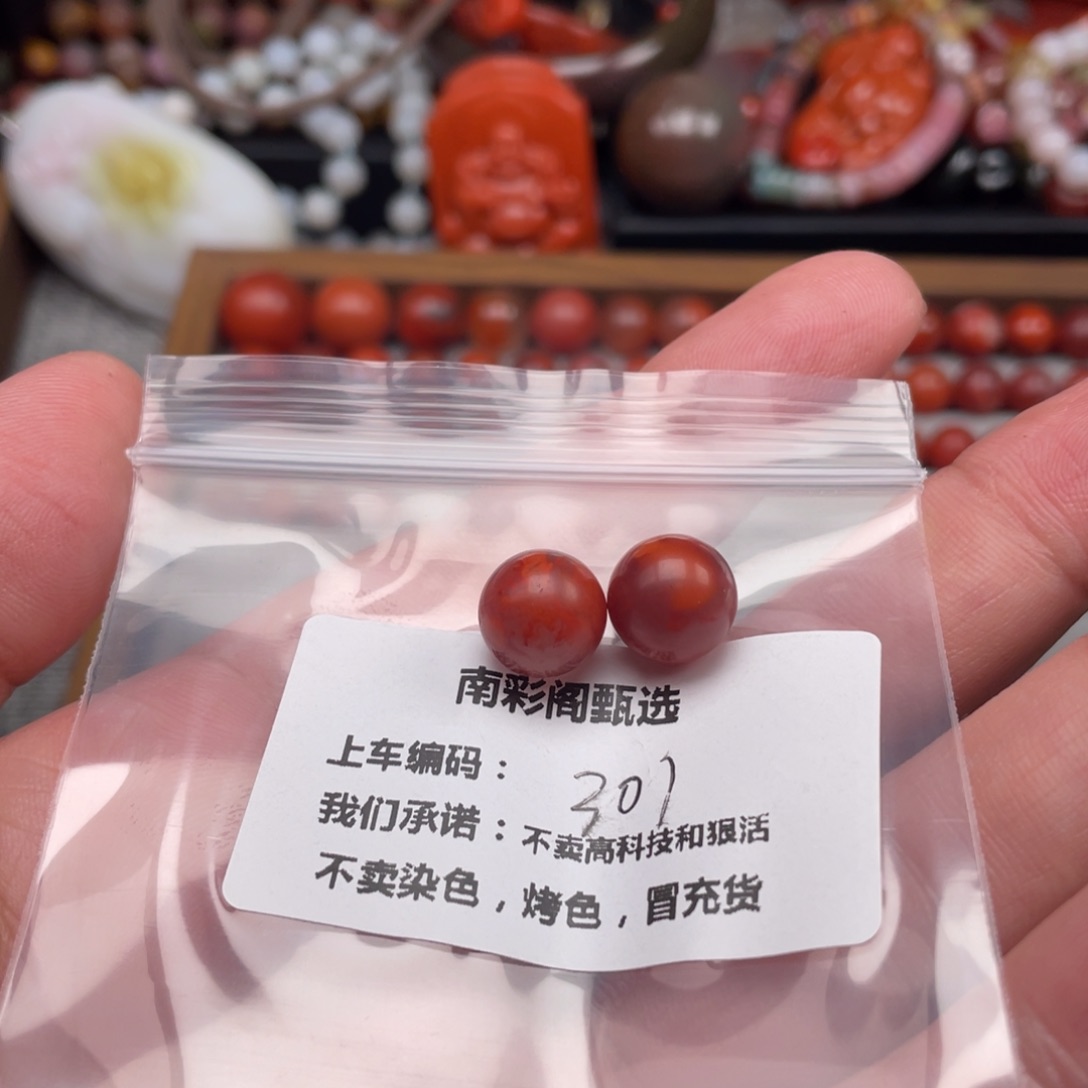 南彩阁甄选
上车编码：301
我们承诺：不卖高科技和狠活
不卖染色，烤色，冒充货